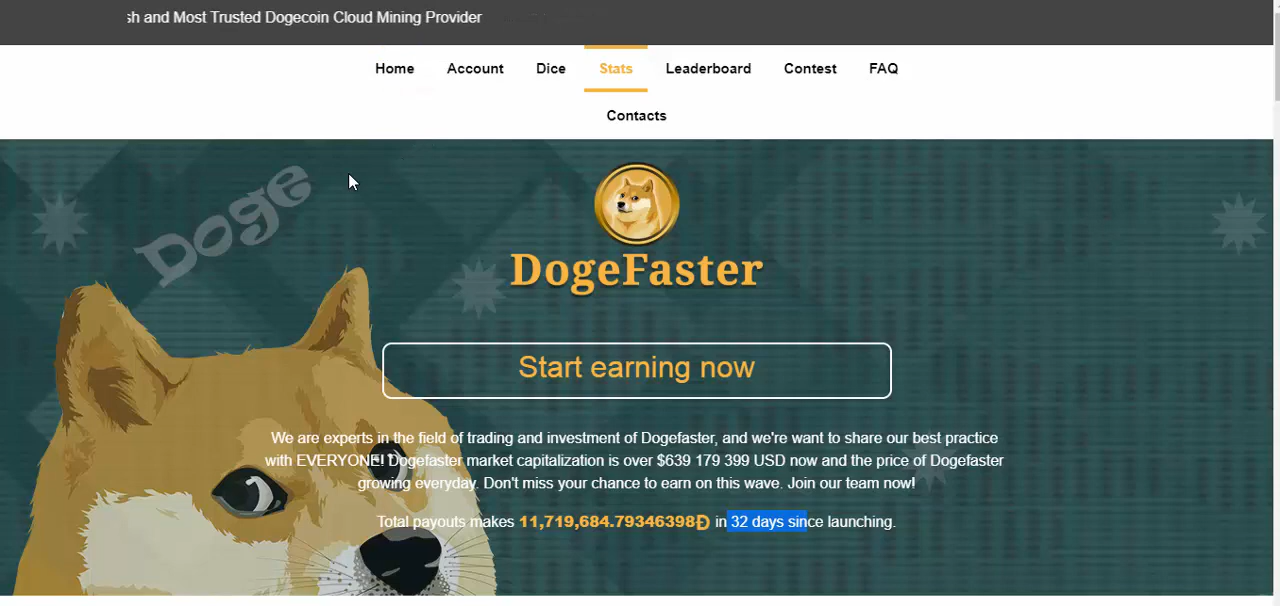 and Most Trusted Dogecoin Cloud Mining Provider
Home Account Dice Stats Leaderboard Contest FAQ
Contacts
Doge
DogeFaster
Start earning now
We are experts in the field of trading and investment of Dogefaster, and we're want to share our best practice
with EVERYONE! Dogefaster market capitalization is over $639 179 399 USD now and the price of Dogefaster
growing everyday. Don't miss your chance to earn on this wave. Join our team now!
Total payouts makes 11,719,684.79346398Ð in 32 days since launching.